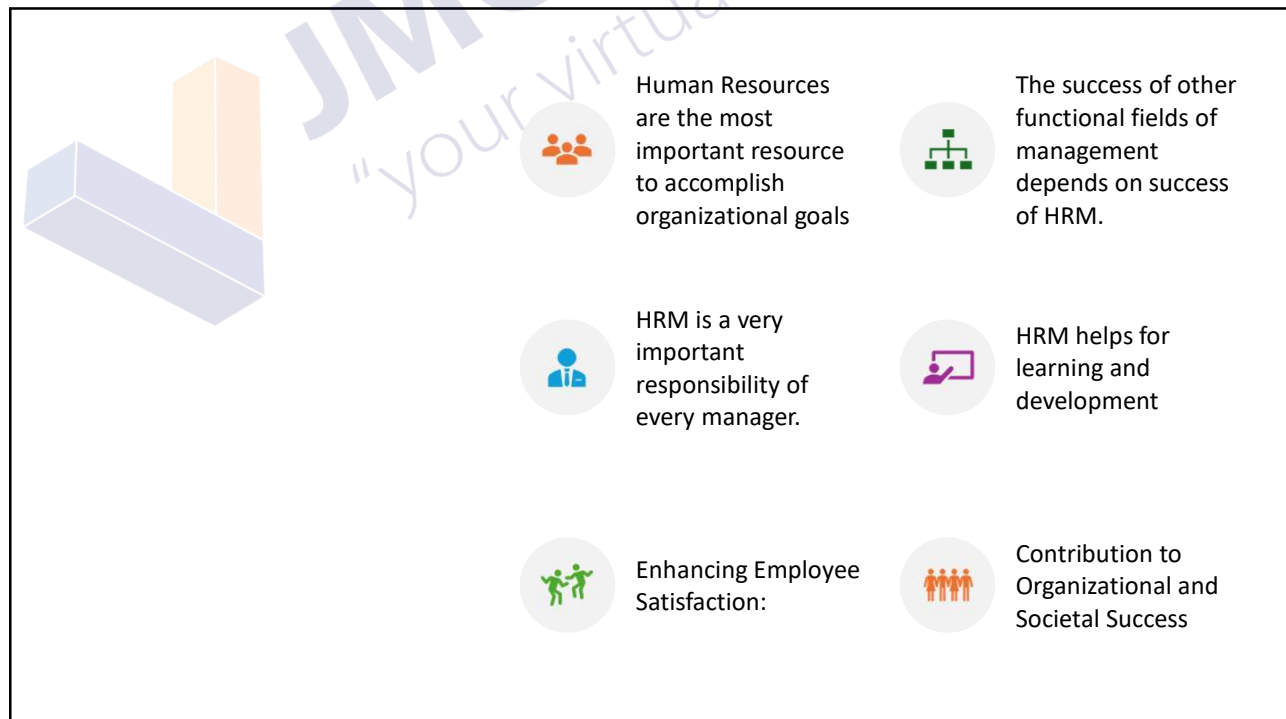 JM
"your virtua
Human Resources
are the most
important resource
to accomplish
organizational goals
The success of other
functional fields of
management
depends on success
of HRM.
HRM is a very
important
responsibility of
every manager.
HRM helps for
learning and
development
Enhancing Employee
Satisfaction:
Contribution to
Organizational and
Societal Success